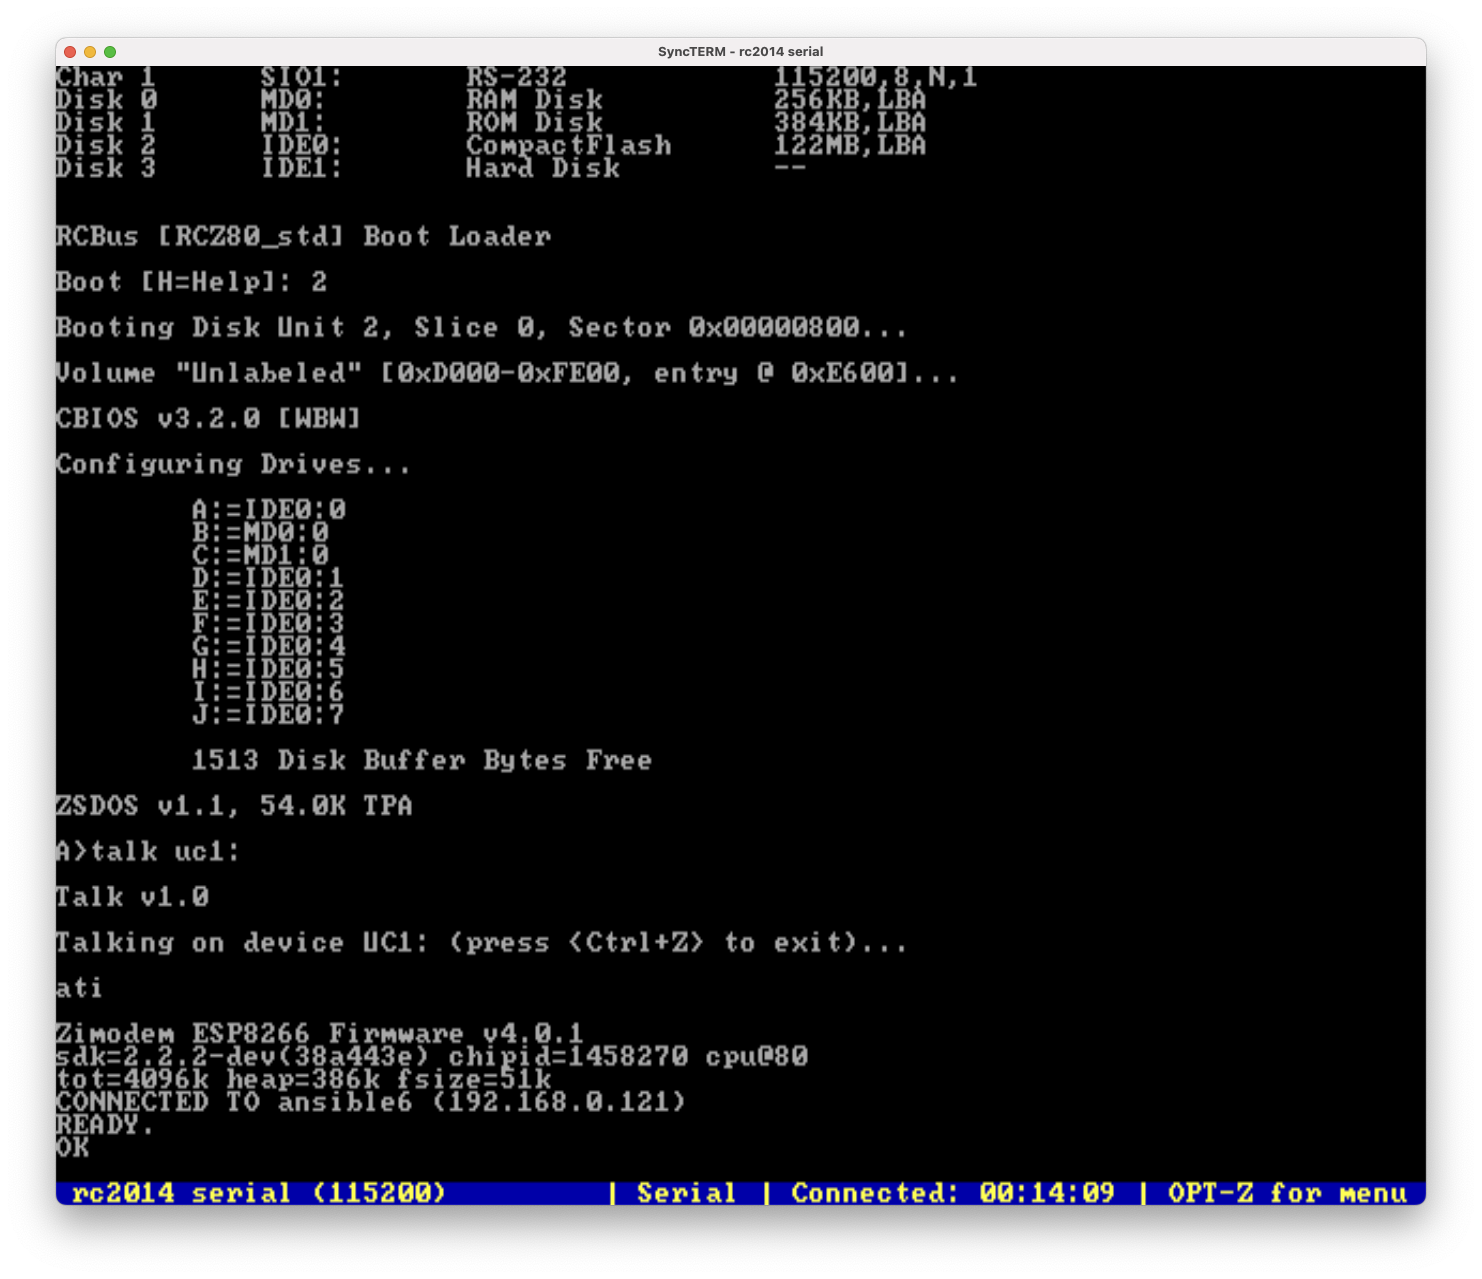 SyncTERM - rc2014 serial
Char 1      SIO1:       RS-232            115200,8,N,1
Disk 0      MD0:        RAM Disk          256KB,LBA
Disk 1      MD1:        ROM Disk          384KB,LBA
Disk 2      IDE0:       CompactFlash      122MB,LBA
Disk 3      IDE1:       Hard Disk         --
RCBus [RCZ80_std] Boot Loader
Boot [H=Help]: 2
Booting Disk Unit 2, Slice 0, Sector 0x00000800...
Volume "Unlabeled" [0xD000-0xFE00, entry @ 0xE600]...
CBIOS v3.2.0 [WBW]
Configuring Drives...
A:=IDE0:0
B:=MD0:0
C:=MD1:0
D:=IDE0:1
E:=IDE0:2
F:=IDE0:3
G:=IDE0:4
H:=IDE0:5
I:=IDE0:6
J:=IDE0:7
1513 Disk Buffer Bytes Free
ZSDOS v1.1, 54.0K TPA
A>talk uc1:
Talk v1.0
Talking on device UC1: (press <Ctrl+Z> to exit)...
ati
Zimodem ESP8266 Firmware v4.0.1
sdk=2.2.2-dev(38a443e) chipid=1458270 cpu@80
tot=4096k heap=386k fsize=51k
CONNECTED TO ansible6 (192.168.0.121)
READY.
OK
rc2014 serial (115200) | Serial | Connected: 00:14:09 | OPT-Z for menu